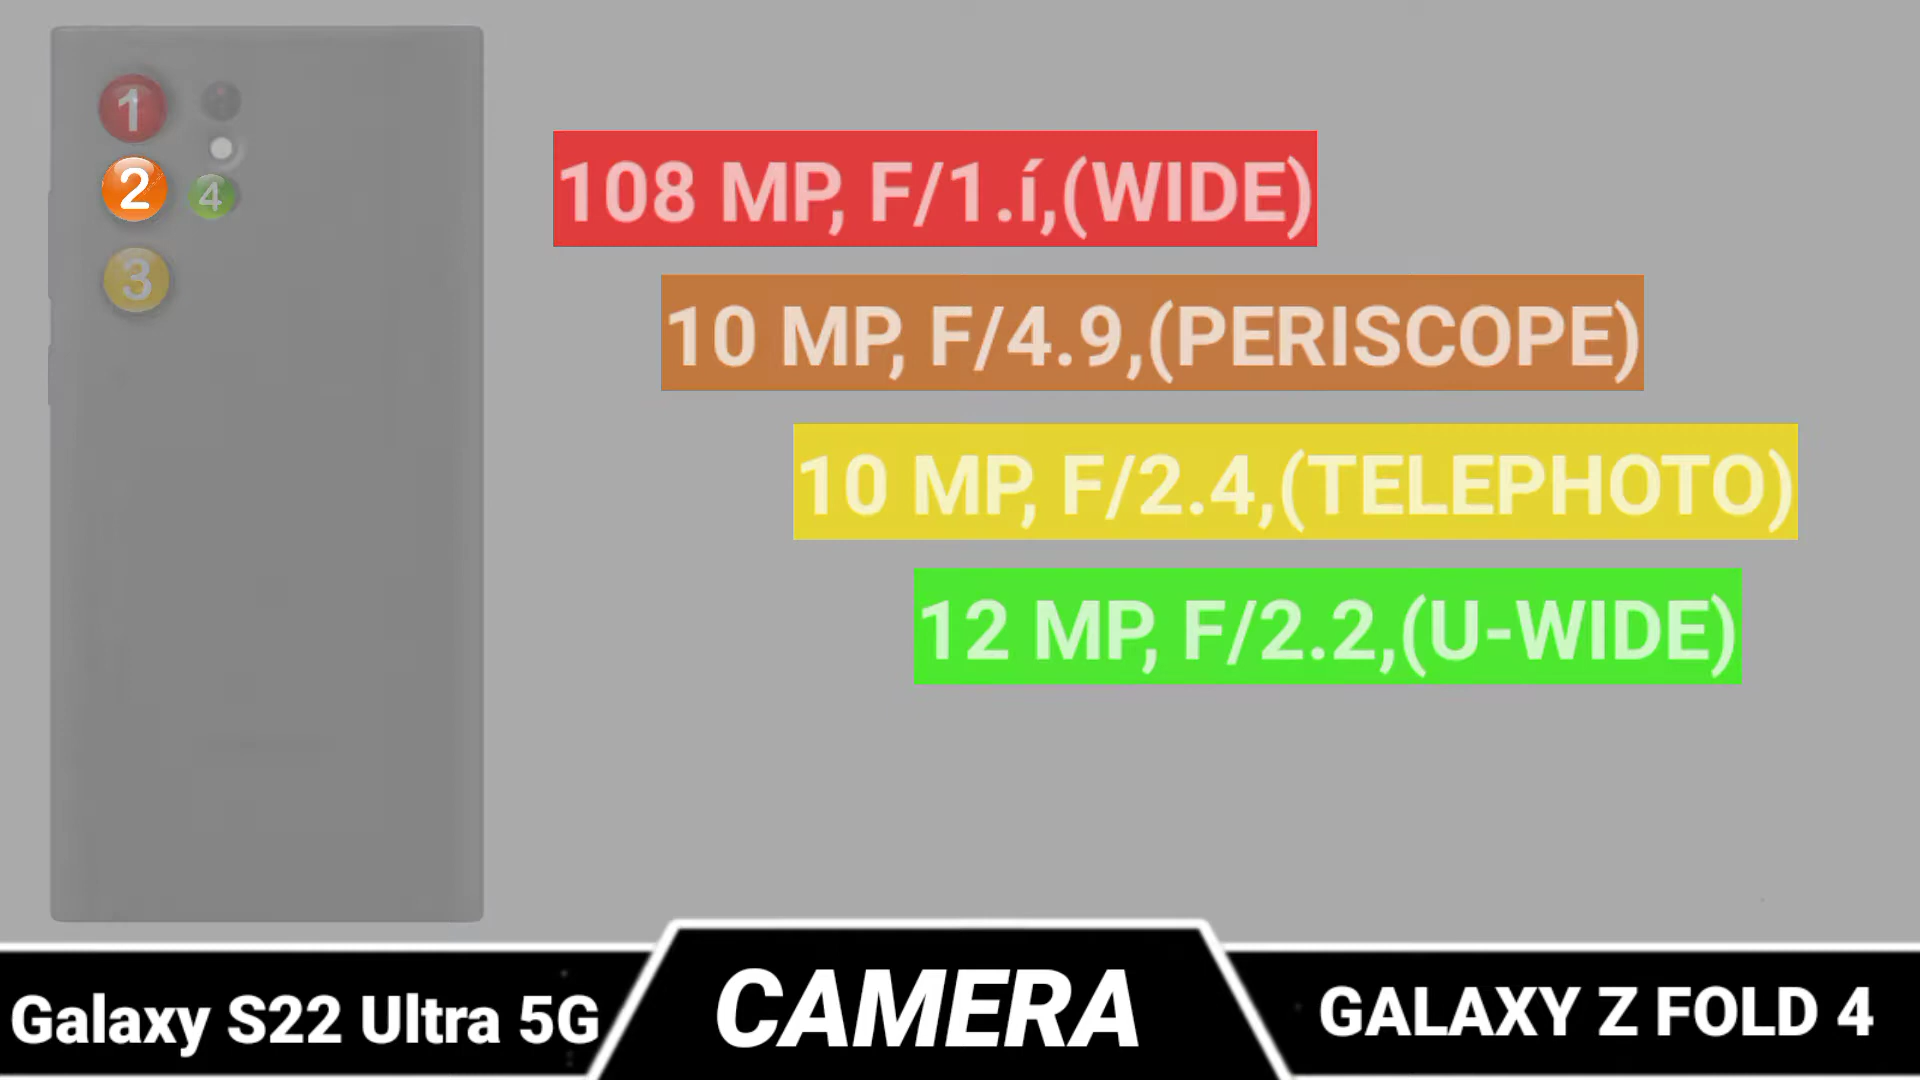 1
2
4
3
108 MP, F/1.í,(WIDE)
10 MP, F/4.9,(PERISCOPE)
10 MP, F/2.4,(TELEPHOTO)
12 MP, F/2.2,(U-WIDE)
Galaxy S22 Ultra 5G
CAMERA
GALAXY Z FOLD 4